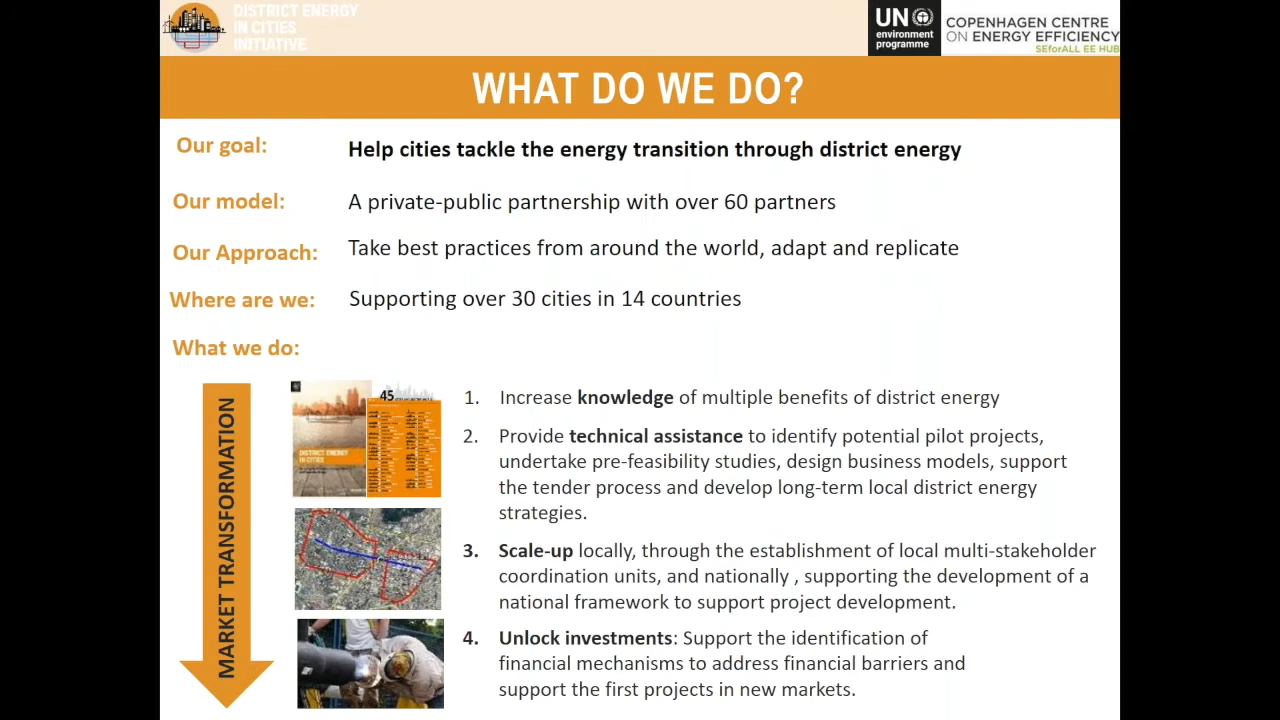 DISTRICT ENERGY
IN CITIES
INITIATIVE
UN
environment
programme
COPENHAGEN CENTRE
ON ENERGY EFFICIENCY
SEforALL EE HUB
WHAT DO WE DO?
Our goal:
Help cities tackle the energy transition through district energy
Our model:
A private-public partnership with over 60 partners
Our Approach:
Take best practices from around the world, adapt and replicate
Where are we:
Supporting over 30 cities in 14 countries
What we do:
MARKET TRANSFORMATION
45
DISTRICT ENERGY
IN CITIES
1. Increase knowledge of multiple benefits of district energy
2. Provide technical assistance to identify potential pilot projects,
undertake pre-feasibility studies, design business models, support
the tender process and develop long-term local district energy
strategies.
3. Scale-up locally, through the establishment of local multi-stakeholder
coordination units, and nationally , supporting the development of a
national framework to support project development.
4. Unlock investments: Support the identification of
financial mechanisms to address financial barriers and
support the first projects in new markets.